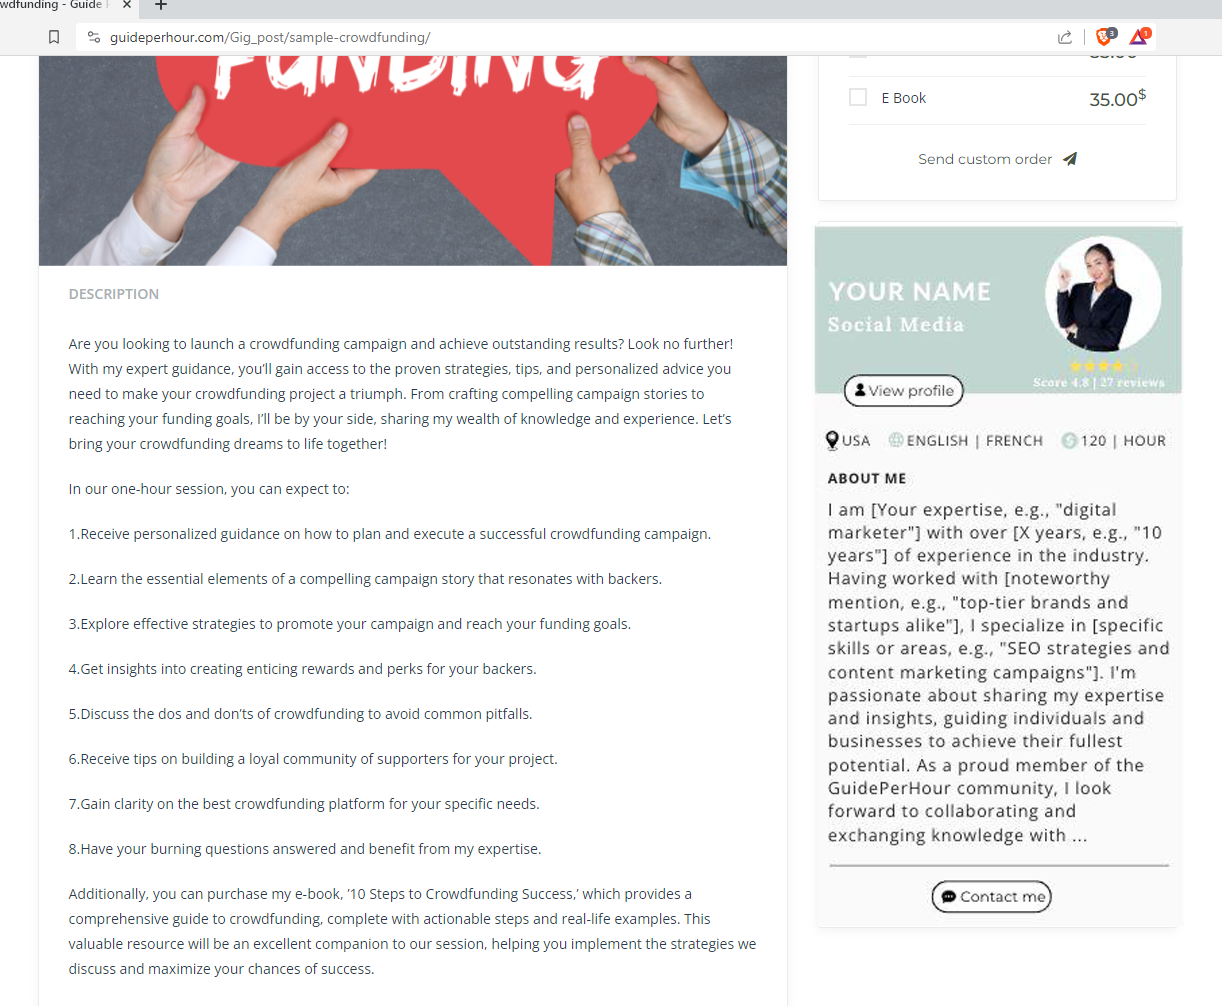 wdfunding - Guide
guideperhour.com/Gig_post/sample-crowdfunding/
3
1
FUNDING
E Book
35.00$
Send custom order
DESCRIPTION
Are you looking to launch a crowdfunding campaign and achieve outstanding results? Look no further!
With my expert guidance, you’ll gain access to the proven strategies, tips, and personalized advice you
need to make your crowdfunding project a triumph. From crafting compelling campaign stories to
reaching your funding goals, I’ll be by your side, sharing my wealth of knowledge and experience. Let’s
bring your crowdfunding dreams to life together!
In our one-hour session, you can expect to:
1.Receive personalized guidance on how to plan and execute a successful crowdfunding campaign.
2.Learn the essential elements of a compelling campaign story that resonates with backers.
3.Explore effective strategies to promote your campaign and reach your funding goals.
4.Get insights into creating enticing rewards and perks for your backers.
5.Discuss the dos and don’ts of crowdfunding to avoid common pitfalls.
6.Receive tips on building a loyal community of supporters for your project.
7.Gain clarity on the best crowdfunding platform for your specific needs.
8.Have your burning questions answered and benefit from my expertise.
Additionally, you can purchase my e-book, ‘10 Steps to Crowdfunding Success,’ which provides a
comprehensive guide to crowdfunding, complete with actionable steps and real-life examples. This
valuable resource will be an excellent companion to our session, helping you implement the strategies we
discuss and maximize your chances of success.
YOUR NAME
Social Media
Score 4.8 | 27 reviews
View profile
USA ENGLISH | FRENCH $ 120 | HOUR
ABOUT ME
I am [Your expertise, e.g., "digital
marketer"] with over [X years, e.g., "10
years"] of experience in the industry.
Having worked with [noteworthy
mention, e.g., "top-tier brands and
startups alike"], I specialize in [specific
skills or areas, e.g., "SEO strategies and
content marketing campaigns"]. I'm
passionate about sharing my expertise
and insights, guiding individuals and
businesses to achieve their fullest
potential. As a proud member of the
GuidePerHour community, I look
forward to collaborating and
exchanging knowledge with ...
Contact me